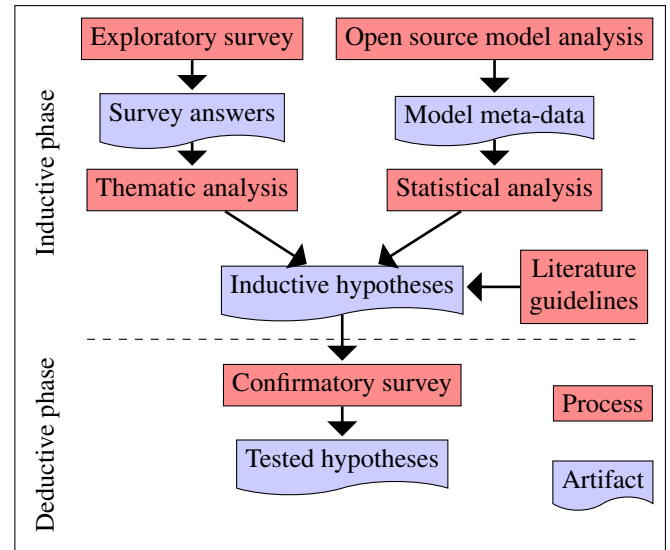 Exploratory survey
Open source model analysis
Survey answers
Model meta-data
Thematic analysis
Statistical analysis
Inductive phase
Inductive hypotheses
Literature
guidelines
Confirmatory survey
Deductive phase
Process
Tested hypotheses
Artifact